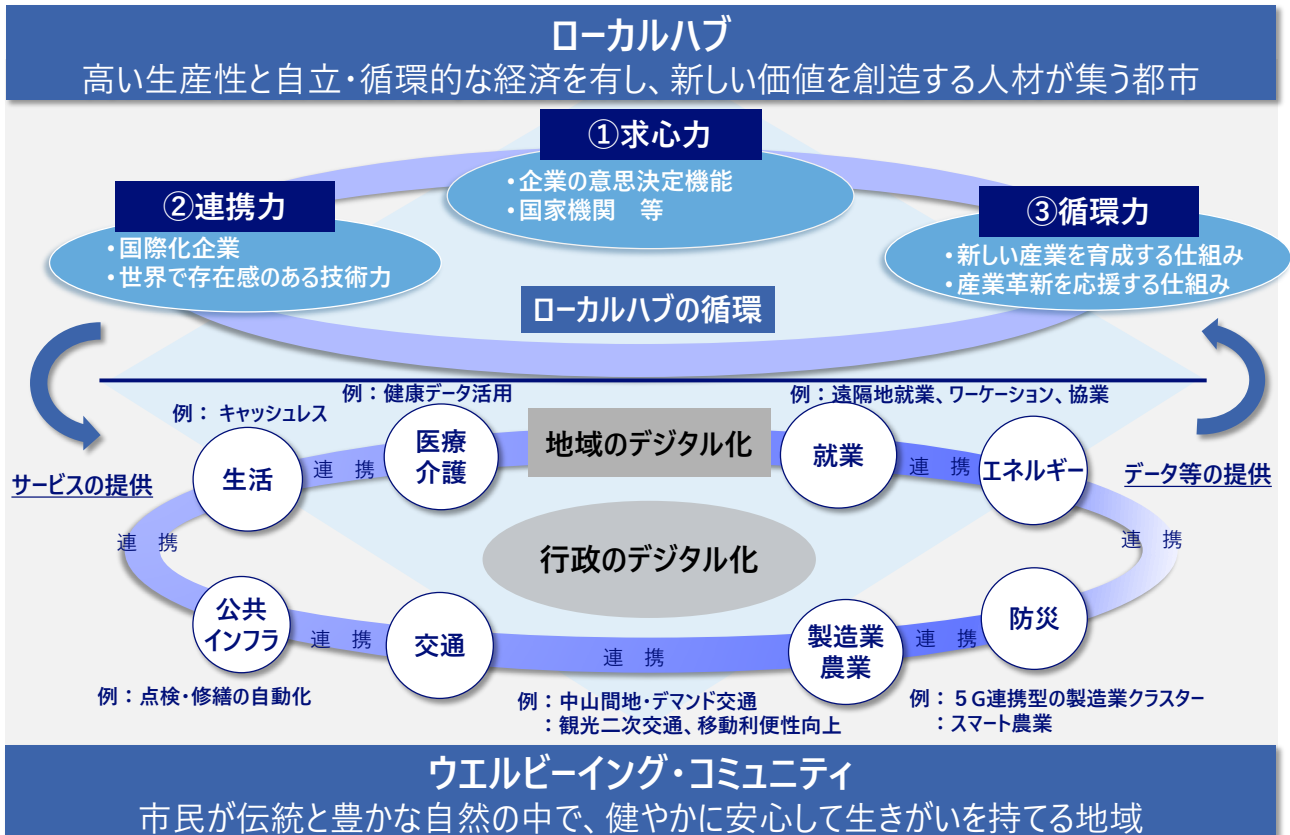 ローカルハブ
高い生産性と自立・循環的な経済を有し、新しい価値を創造する人材が集う都市
①求心力
・企業の意思決定機能
・国家機関　等
②連携力
・国際化企業
・世界で存在感のある技術力
③循環力
・新しい産業を育成する仕組み
・産業革新を応援する仕組み
ローカルハブの循環
例：健康データ活用
例：遠隔地就業、ワーケーション、協業
例： キャッシュレス
医療
介護
地域のデジタル化
就業
生活
連　携
連　携
エネルギー
サービスの提供
データ等の提供
連　携
連　携
行政のデジタル化
公共
インフラ
連　携
交通
連　携
製造業
農業
連　携
防災
例：点検・修繕の自動化
例：中山間地・デマンド交通
：観光二次交通、移動利便性向上
例：５G連携型の製造業クラスター
：スマート農業
ウエルビーイング・コミュニティ
市民が伝統と豊かな自然の中で、健やかに安心して生きがいを持てる地域